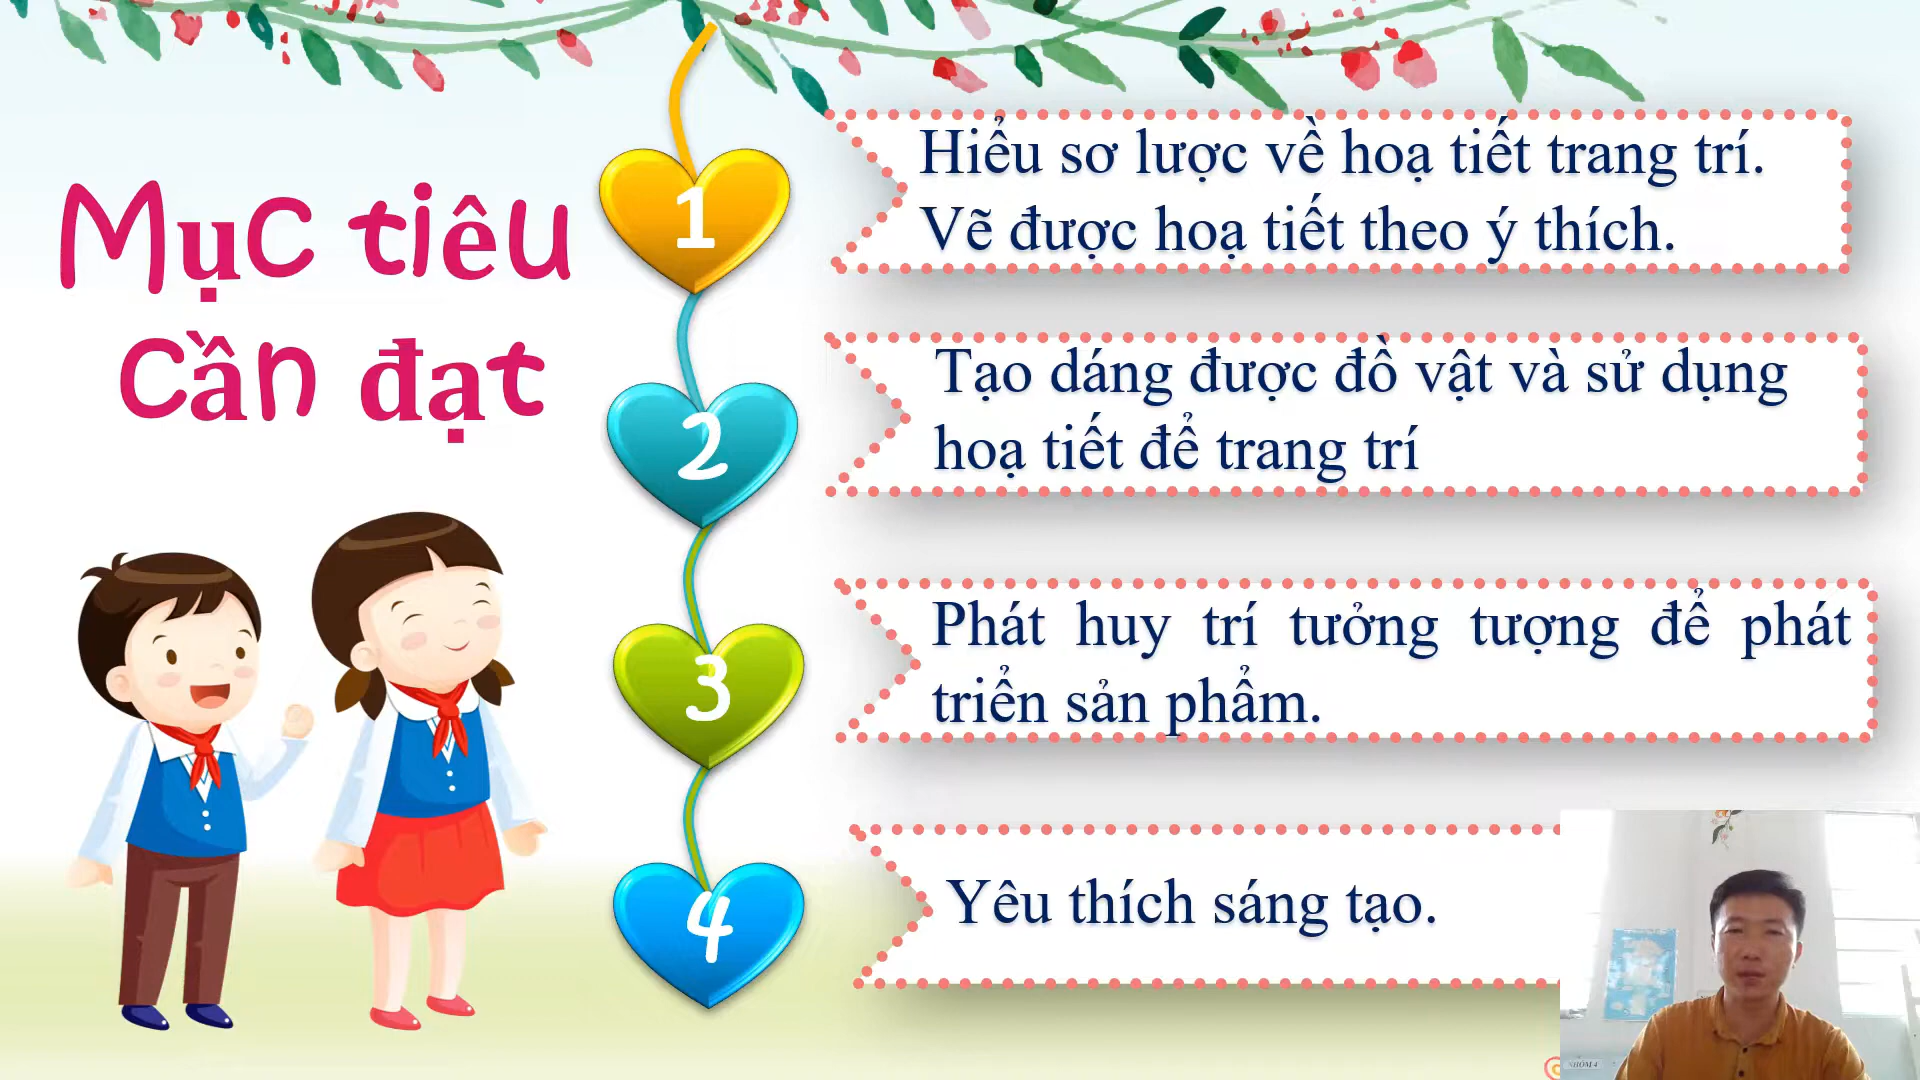 Mục tiêu
cần đạt
1
Hiểu sơ lược về hoạ tiết trang trí.
Vẽ được hoạ tiết theo ý thích.
2
Tạo dáng được đồ vật và sử dụng
hoạ tiết để trang trí
3
Phát huy trí tưởng tượng để phát
triển sản phẩm.
4
Yêu thích sáng tạo.
NHÓM 4